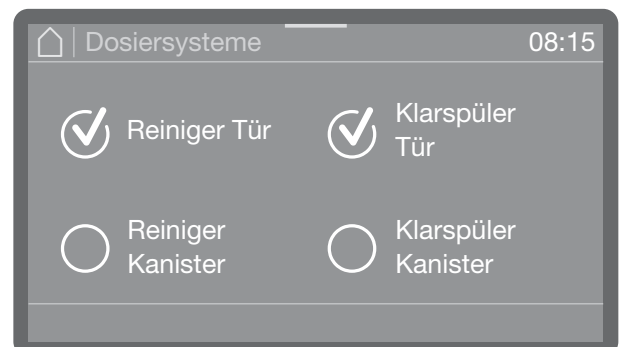 Dosiersysteme 08:15
Reiniger Tür
Klarspüler
Tür
Reiniger
Kanister
Klarspüler
Kanister